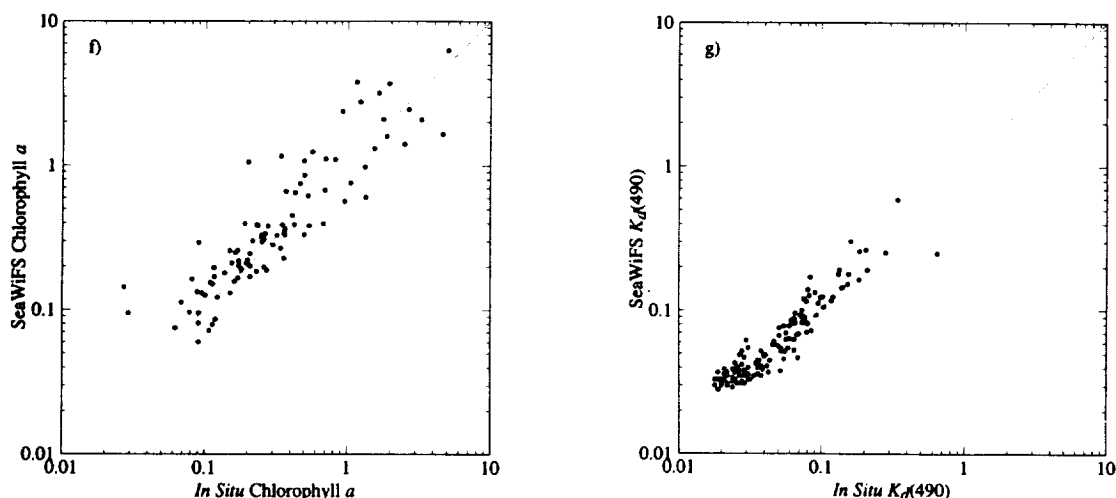 f)
10
1
0.1
0.01
SeaWiFS Chlorophyll a
0.01 0.1 1 10
In Situ Chlorophyll a
g)
10
1
0.1
0.01
SeaWiFS Kd(490)
0.01 0.1 1 10
In Situ Kd(490)